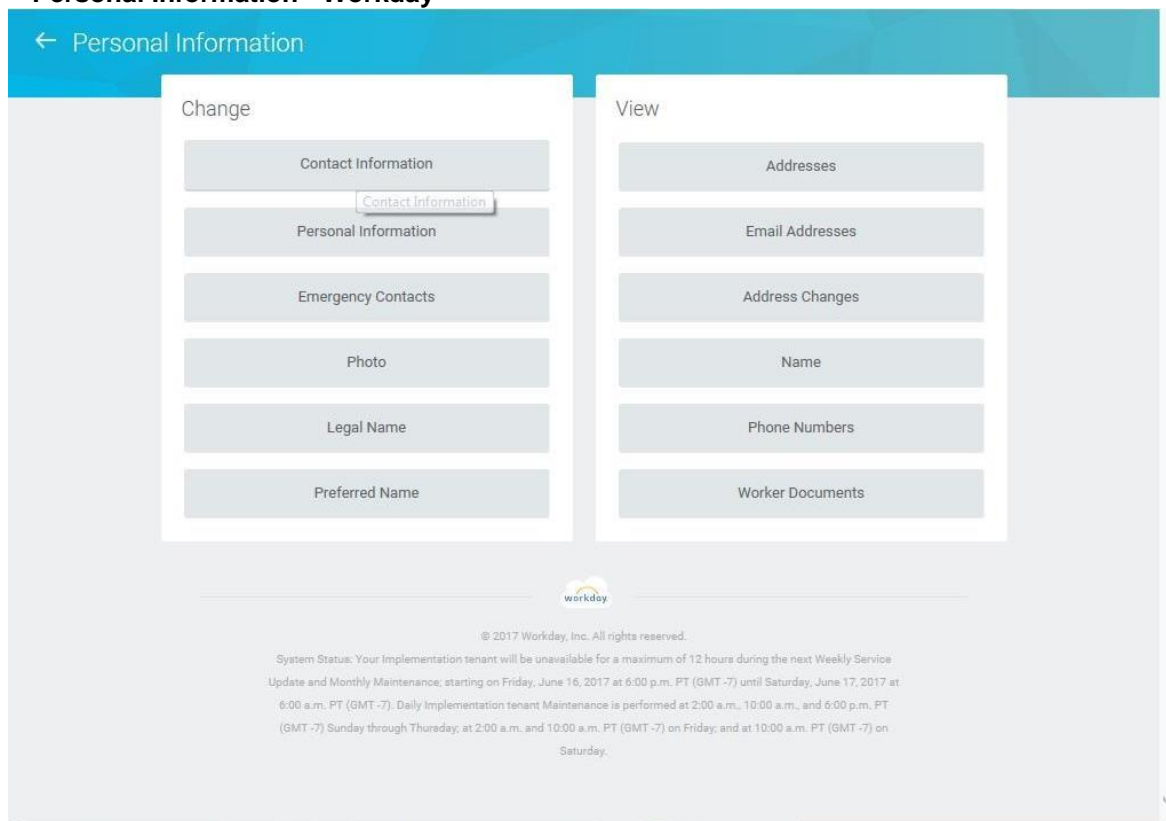 Personal Information - Workday
← Personal Information
Change
Contact Information
Contact Information
Personal Information
Emergency Contacts
Photo
Legal Name
Preferred Name
View
Addresses
Email Addresses
Address Changes
Name
Phone Numbers
Worker Documents
workday
© 2017 Workday, Inc. All rights reserved.
System Status: Your Implementation tenant will be unavailable for a maximum of 12 hours during the next Weekly Service
Update and Monthly Maintenance; starting on Friday, June 16, 2017 at 6:00 p.m. PT (GMT -7) until Saturday, June 17, 2017 at
6:00 a.m. PT (GMT -7). Daily Implementation tenant Maintenance is performed at 2:00 a.m., 10:00 a.m., and 6:00 p.m. PT
(GMT -7) Sunday through Thursday; at 2:00 a.m. and 10:00 a.m. PT (GMT -7) on Friday; and at 10:00 a.m. PT (GMT -7) on
Saturday.